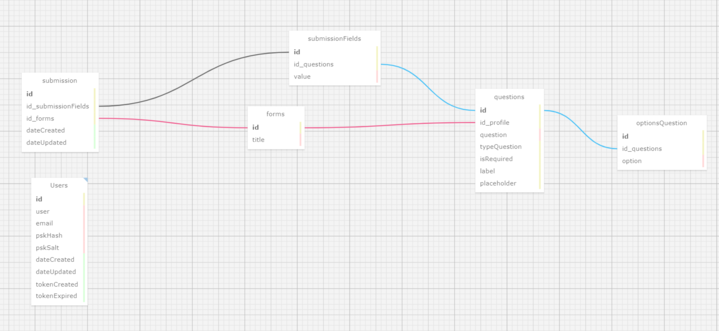 submissionFields
id
id_questions
value
submission
id
id_submissionFields
id_forms
dateCreated
dateUpdated
forms
id
title
questions
id
id_profile
question
typeQuestion
isRequired
label
placeholder
optionsQuestion
id
id_questions
option
Users
id
user
email
pskHash
pskSalt
dateCreated
dateUpdated
tokenCreated
tokenExpired